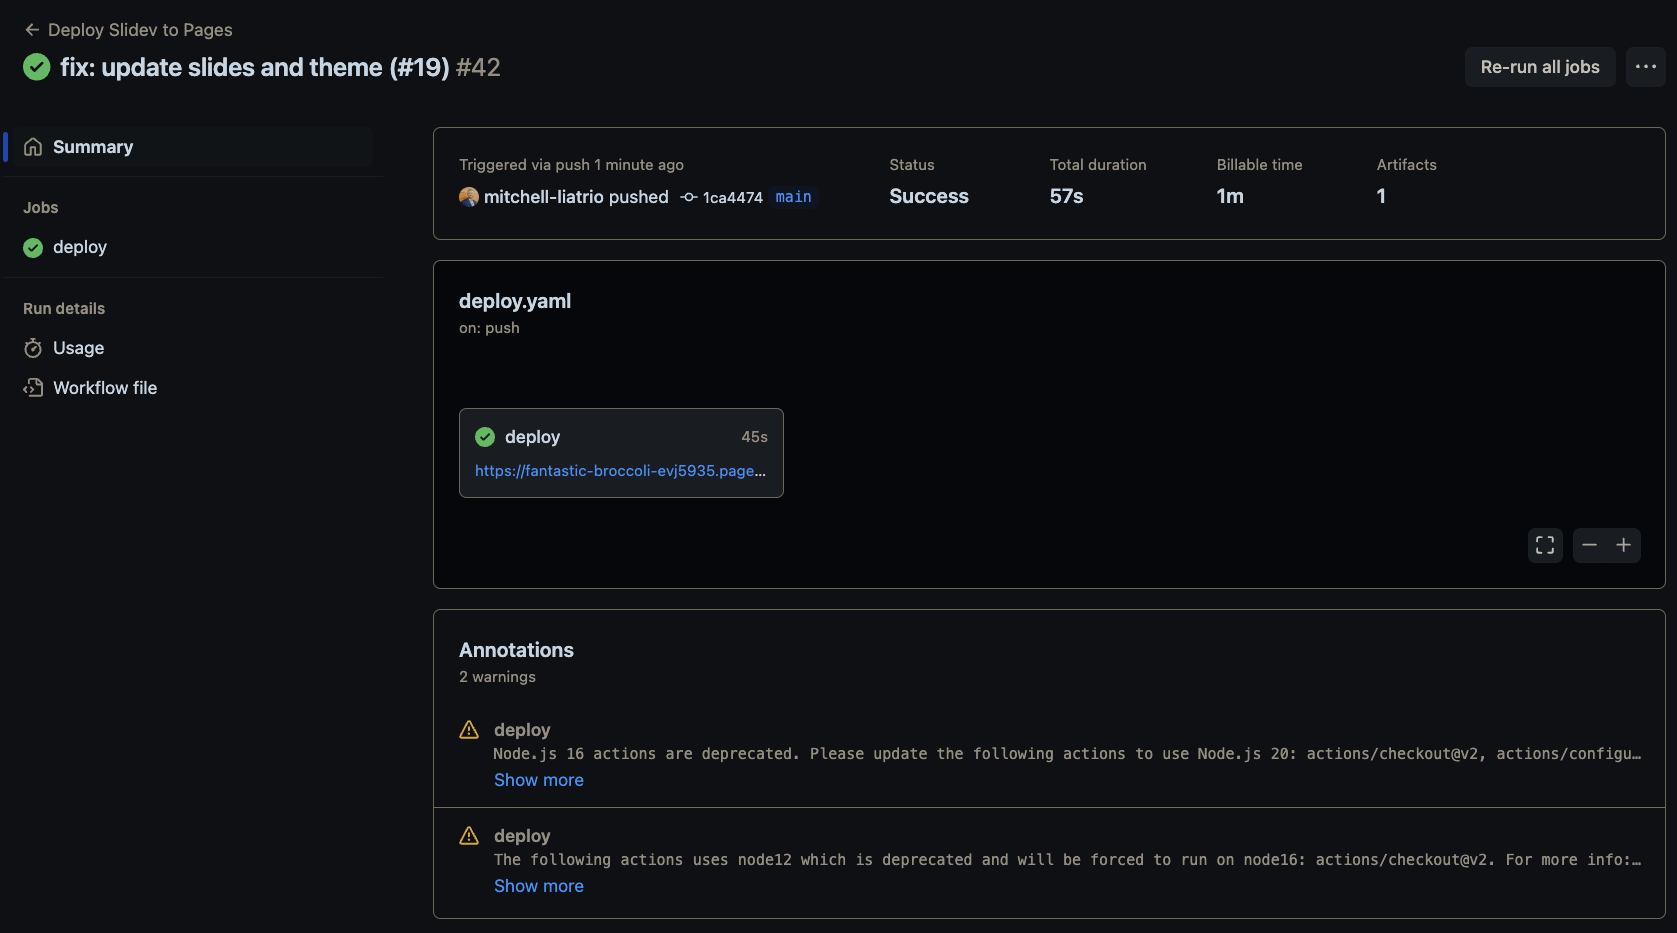 Deploy Slidev to Pages
fix: update slides and theme (#19) #42
Re-run all jobs
Summary
Jobs
deploy
Run details
Usage
Workflow file
Triggered via push 1 minute ago
mitchell-liatrio pushed 1ca4474 main
Status
Success
Total duration
57s
Billable time
1m
Artifacts
1
deploy.yaml
on: push
deploy 45s
https://fantastic-broccoli-evj5935.page...
Annotations
2 warnings
deploy
Node.js 16 actions are deprecated. Please update the following actions to use Node.js 20: actions/checkout@v2, actions/configu…
Show more
deploy
The following actions uses node12 which is deprecated and will be forced to run on node16: actions/checkout@v2. For more info:…
Show more